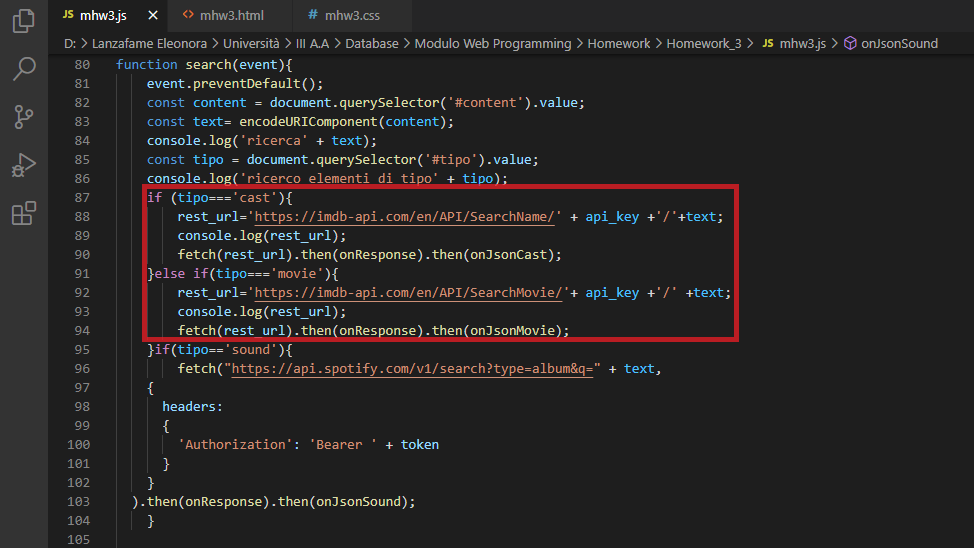 JS mhw3.js × <> mhw3.html # mhw3.css
D: > Lanzafame Eleonora > Università > III A.A > Database > Modulo Web Programming > Homework > Homework_3 > JS mhw3.js > onJsonSound
80 function search(event){
81 event.preventDefault();
82 const content = document.querySelector('#content').value;
83 const text= encodeURIComponent(content);
84 console.log('ricerca' + text);
85 const tipo = document.querySelector('#tipo').value;
86 console.log('ricerco elementi di tipo' + tipo);
87 if (tipo==='cast'){
88 rest_url='https://imdb-api.com/en/API/SearchName/' + api_key +'/'+text;
89 console.log(rest_url);
90 fetch(rest_url).then(onResponse).then(onJsonCast);
91 }else if(tipo==='movie'){
92 rest_url='https://imdb-api.com/en/API/SearchMovie/'+ api_key +'/' +text;
93 console.log(rest_url);
94 fetch(rest_url).then(onResponse).then(onJsonMovie);
95 }if(tipo=='sound'){
96 fetch("https://api.spotify.com/v1/search?type=album&q=" + text,
97 {
98 headers:
99 {
100 'Authorization': 'Bearer ' + token
101 }
102 }
103 ).then(onResponse).then(onJsonSound);
104 }
105